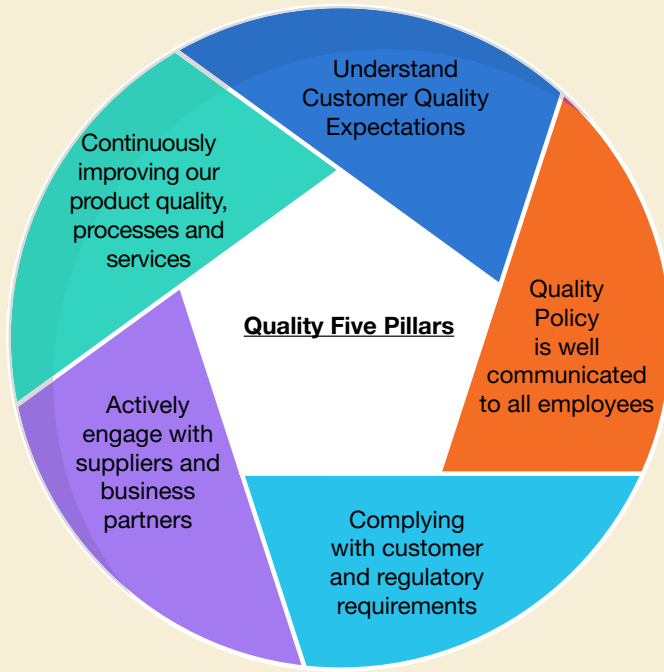 Understand
Customer Quality
Expectations
Continuously
improving our
product quality,
processes and
services
Quality Five Pillars
Quality
Policy
is well
communicated
to all employees
Actively
engage with
suppliers and
business
partners
Complying
with customer
and regulatory
requirements